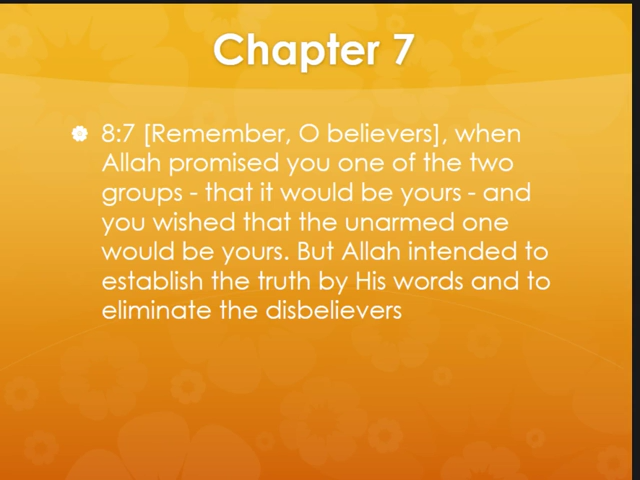 Chapter 7
8:7 [Remember, O believers], when
Allah promised you one of the two
groups - that it would be yours - and
you wished that the unarmed one
would be yours. But Allah intended to
establish the truth by His words and to
eliminate the disbelievers